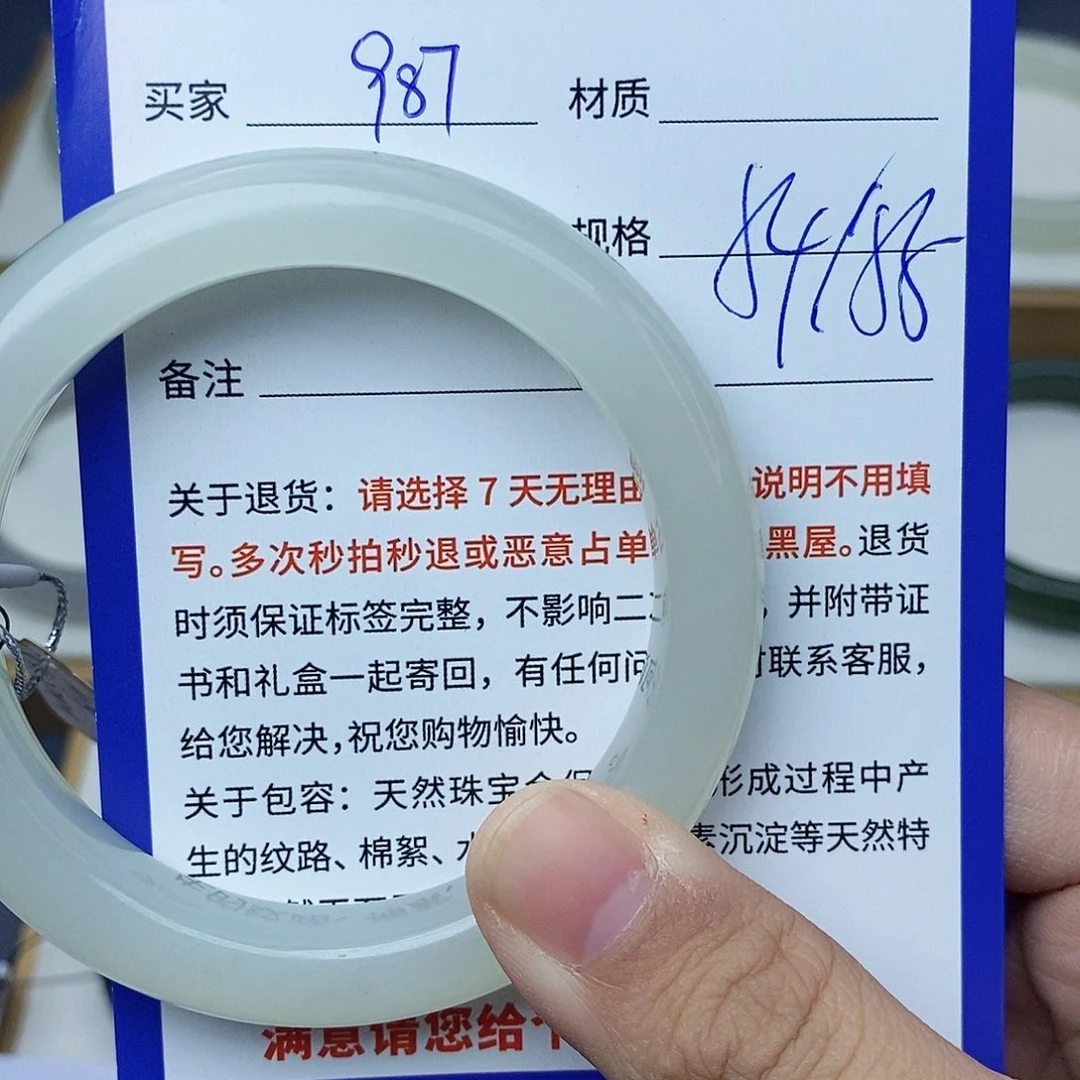 买家 987 材质
规格
备注
关于退货：请选择 7 天无理由 说明不用填
写。多次秒拍秒退或恶意占单 黑屋。退货
时须保证标签完整，不影响二 ，并附带证
书和礼盒一起寄回，有任何问 联系客服，
给您解决，祝您购物愉快。
关于包容：天然珠宝会保 形成过程中产
生的纹路、棉絮、 素沉淀等天然特
满意请您给个